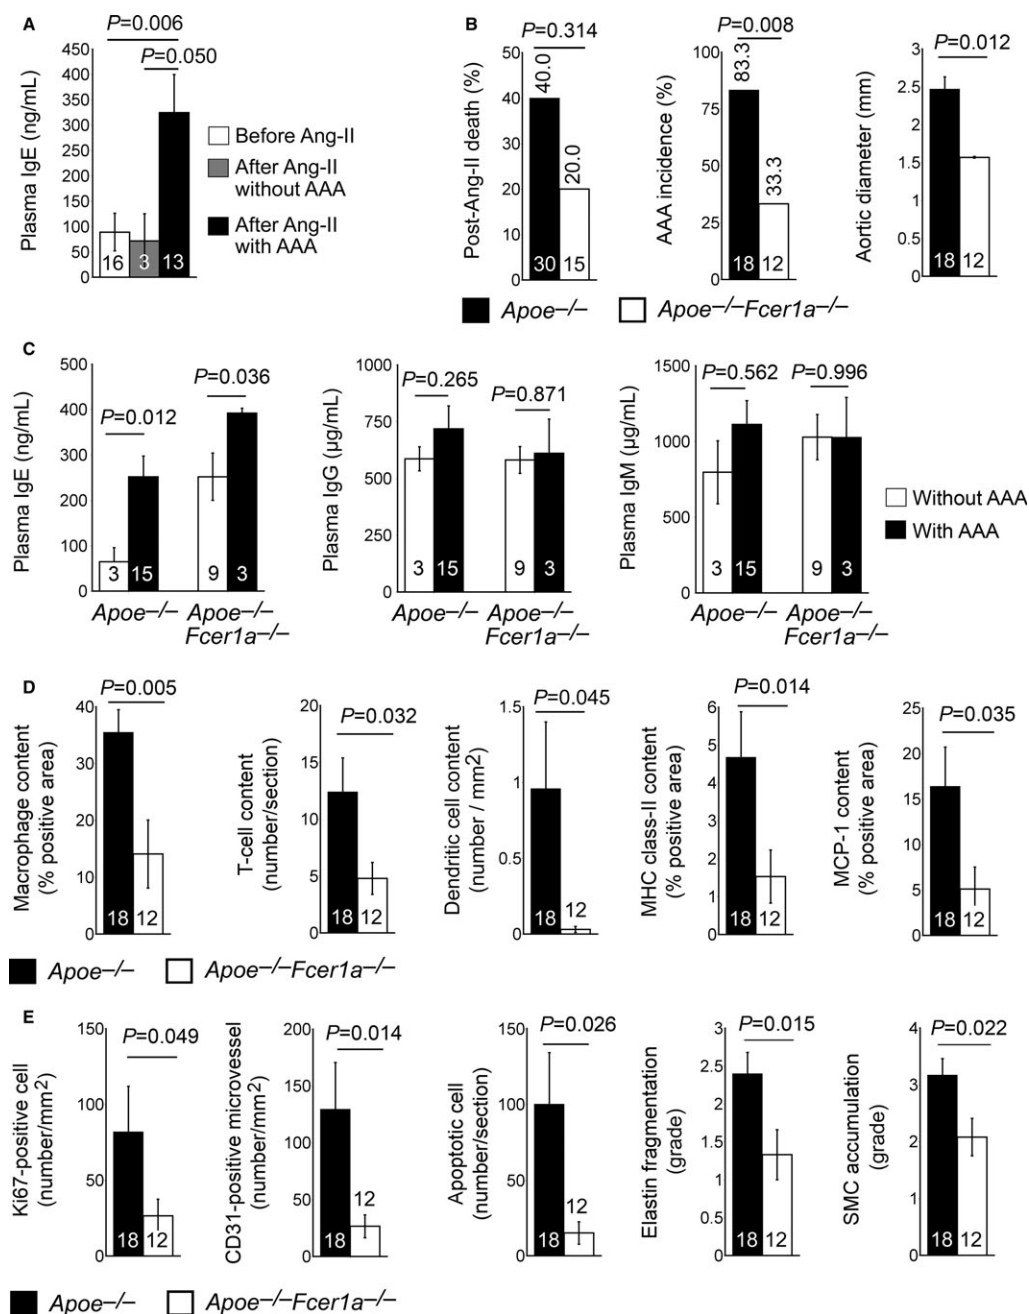 A
P=0.006
P=0.050
Plasma IgE (ng/mL)
450
400
350
300
250
200
150
100
50
0
16
3
13
Before Ang-II
After Ang-II
without AAA
After Ang-II
with AAA
B
P=0.314
Post-Ang-II death (%)
50
40
30
20
10
0
40.0
20.0
30
15
P=0.008
AAA incidence (%)
100
75
50
25
0
83.3
33.3
18
12
P=0.012
Aortic diameter (mm)
3
2.5
2
1.5
1
0.5
0
18
12
Apoe–/–
Apoe–/–Fcer1a–/–
C
Plasma IgE (ng/mL)
500
400
300
200
100
0
P=0.012
P=0.036
3
15
9
3
Apoe–/–
Apoe–/–
Fcer1a–/–
Plasma IgG (µg/mL)
1000
750
500
250
0
P=0.265
P=0.871
3
15
9
3
Apoe–/–
Apoe–/–
Fcer1a–/–
Plasma IgM (µg/mL)
1500
1000
500
0
P=0.562
P=0.996
3
15
9
3
Apoe–/–
Apoe–/–
Fcer1a–/–
Without AAA
With AAA
D
P=0.005
Macrophage content
(% positive area)
40
30
20
10
0
18
12
P=0.032
T-cell content
(number/section)
20
15
10
5
0
18
12
P=0.045
Dendritic cell content
(number / mm2)
1.5
1
0.5
0
18
12
P=0.014
MHC class-II content
(% positive area)
6
5
4
3
2
1
0
18
12
P=0.035
MCP-1 content
(% positive area)
25
20
15
10
5
0
18
12
Apoe–/–
Apoe–/–Fcer1a–/–
E
P=0.049
Ki67-positive cell
(number/mm2)
150
100
50
0
18
12
P=0.014
CD31-positive microvessel
(number/mm2)
200
150
100
50
0
18
12
P=0.026
Apoptotic cell
(number/section)
150
100
50
0
18
12
P=0.015
Elastin fragmentation
(grade)
3
2.5
2
1.5
1
0.5
0
18
12
P=0.022
SMC accumulation
(grade)
4
3
2
1
0
18
12
Apoe–/–
Apoe–/–Fcer1a–/–